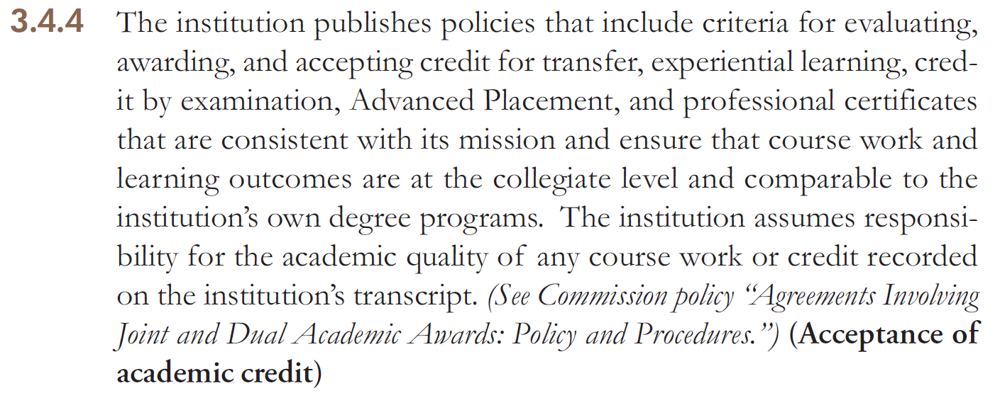 3.4.4 The institution publishes policies that include criteria for evaluating,
awarding, and accepting credit for transfer, experiential learning, cred-
it by examination, Advanced Placement, and professional certificates
that are consistent with its mission and ensure that course work and
learning outcomes are at the collegiate level and comparable to the
institution’s own degree programs.  The institution assumes responsi-
bility for the academic quality of any course work or credit recorded
on the institution’s transcript. (See Commission policy “Agreements Involving
Joint and Dual Academic Awards: Policy and Procedures.”) (Acceptance of
academic credit)